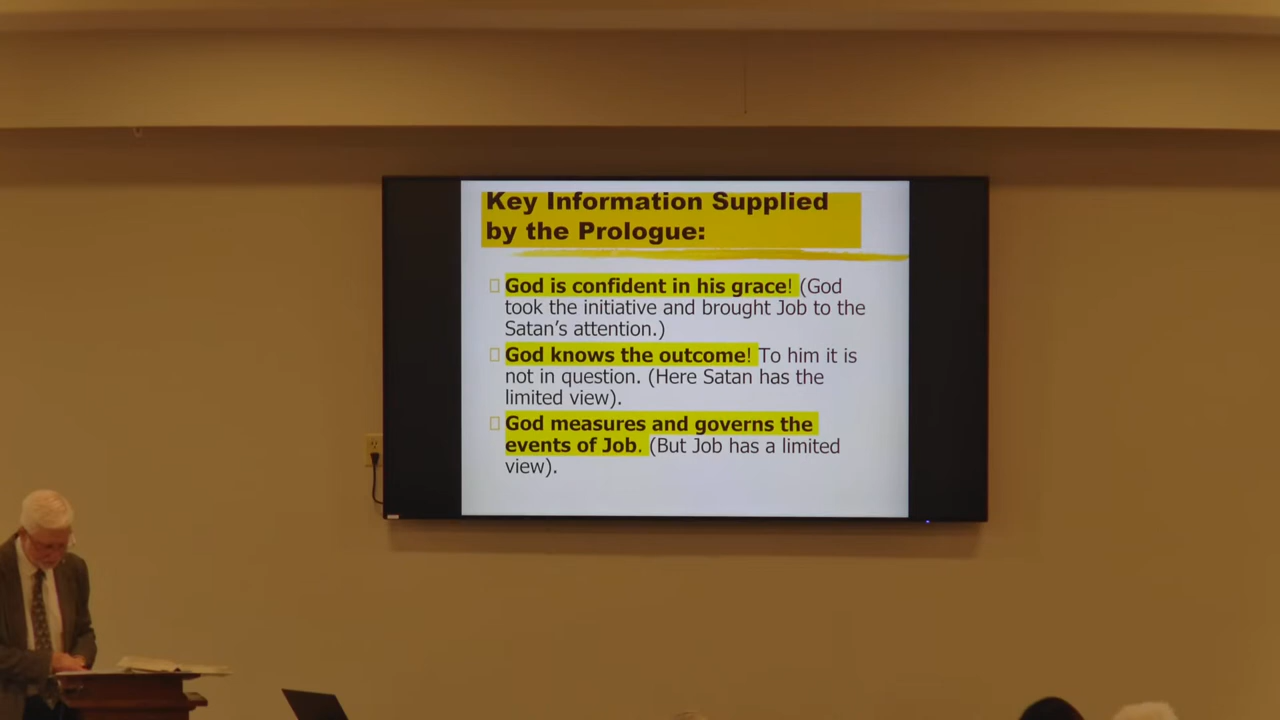 Key Information Supplied
by the Prologue:
God is confident in his grace! (God
took the initiative and brought Job to the
Satan's attention.)
God knows the outcome! To him it is
not in question. (Here Satan has the
limited view).
God measures and governs the
events of Job. (But Job has a limited
view).